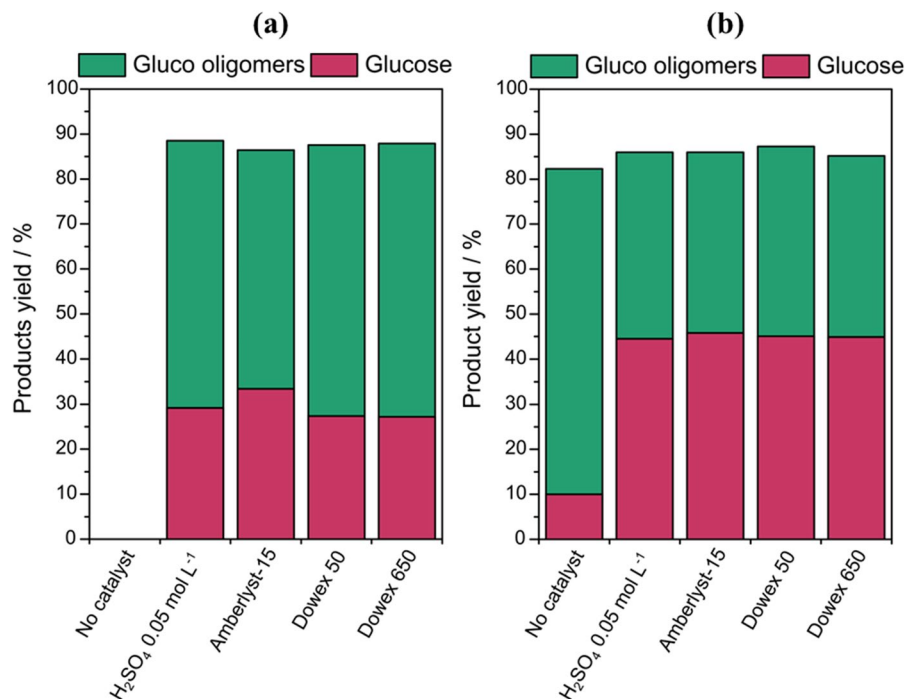 (a)
Gluco oligomers Glucose
Products yield / %
100
90
80
70
60
50
40
30
20
10
0
No catalyst
H₂SO₄ 0.05 mol L⁻¹
Amberlyst-15
Dowex 50
Dowex 650
(b)
Gluco oligomers Glucose
Product yield / %
100
90
80
70
60
50
40
30
20
10
0
No catalyst
H₂SO₄ 0.05 mol L⁻¹
Amberlyst-15
Dowex 50
Dowex 650